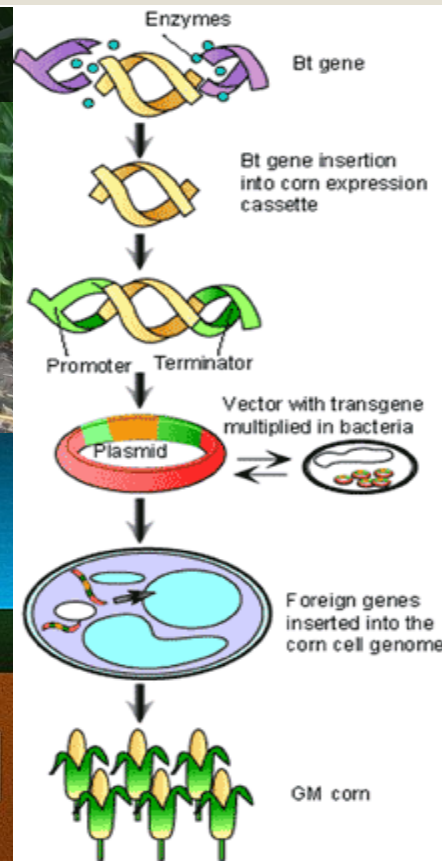 Enzymes
Bt gene
Bt gene insertion
into corn expression
cassette
Promoter
Terminator
Vector with transgene
multiplied in bacteria
Plasmid
Foreign genes
inserted into the
corn cell genome
GM corn